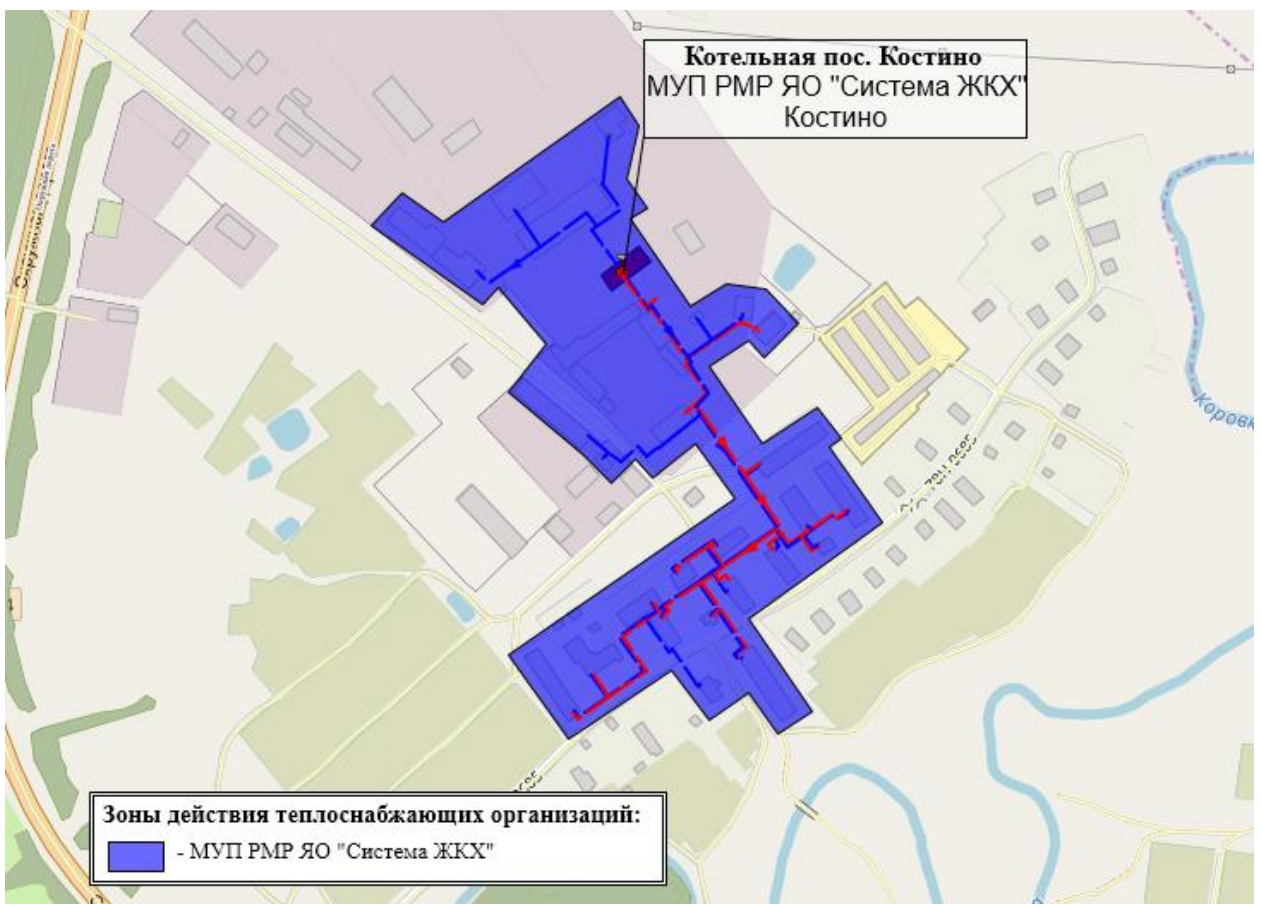 Котельная пос. Костино
МУП РМР ЯО "Система ЖКХ"
Костино
Зоны действия теплоснабжающих организаций:
- МУП РМР ЯО "Система ЖКХ"